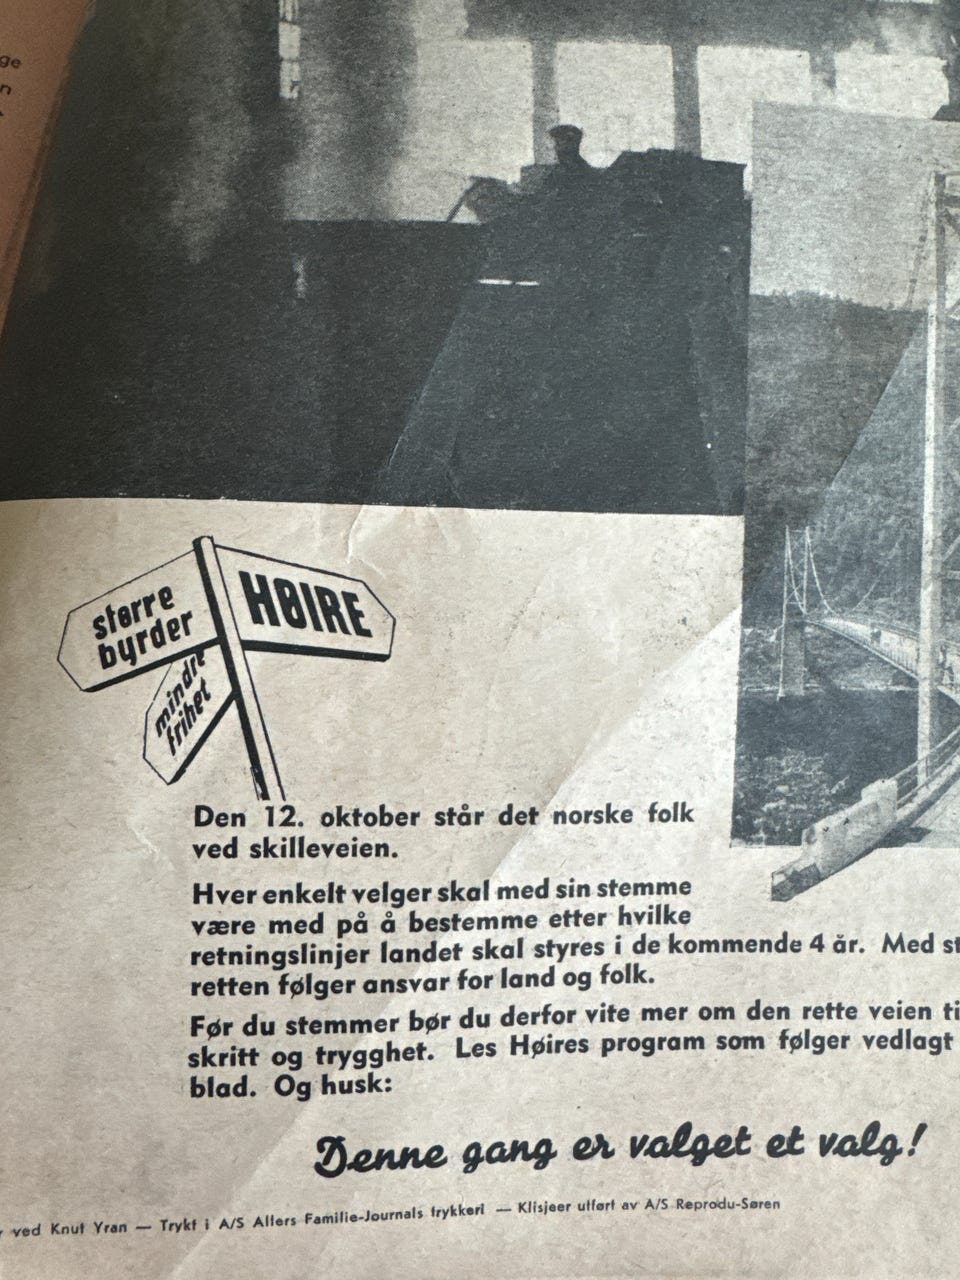 ge
n
større
byrder
HØIRE
mindre
frihet
Den 12. oktober står det norske folk
ved skilleveien.
Hver enkelt velger skal med sin stemme
være med på å bestemme etter hvilke
retningslinjer landet skal styres i de kommende 4 år. Med st
retten følger ansvar for land og folk.
Før du stemmer bør du derfor vite mer om den rette veien ti
skritt og trygghet. Les Høires program som følger vedlagt
blad. Og husk:
Denne gang er valget et valg!
r ved Knut Yran — Trykt i A/S Allers Familie-Journals trykkeri — Klisjeer utført av A/S Reprodu-Søren